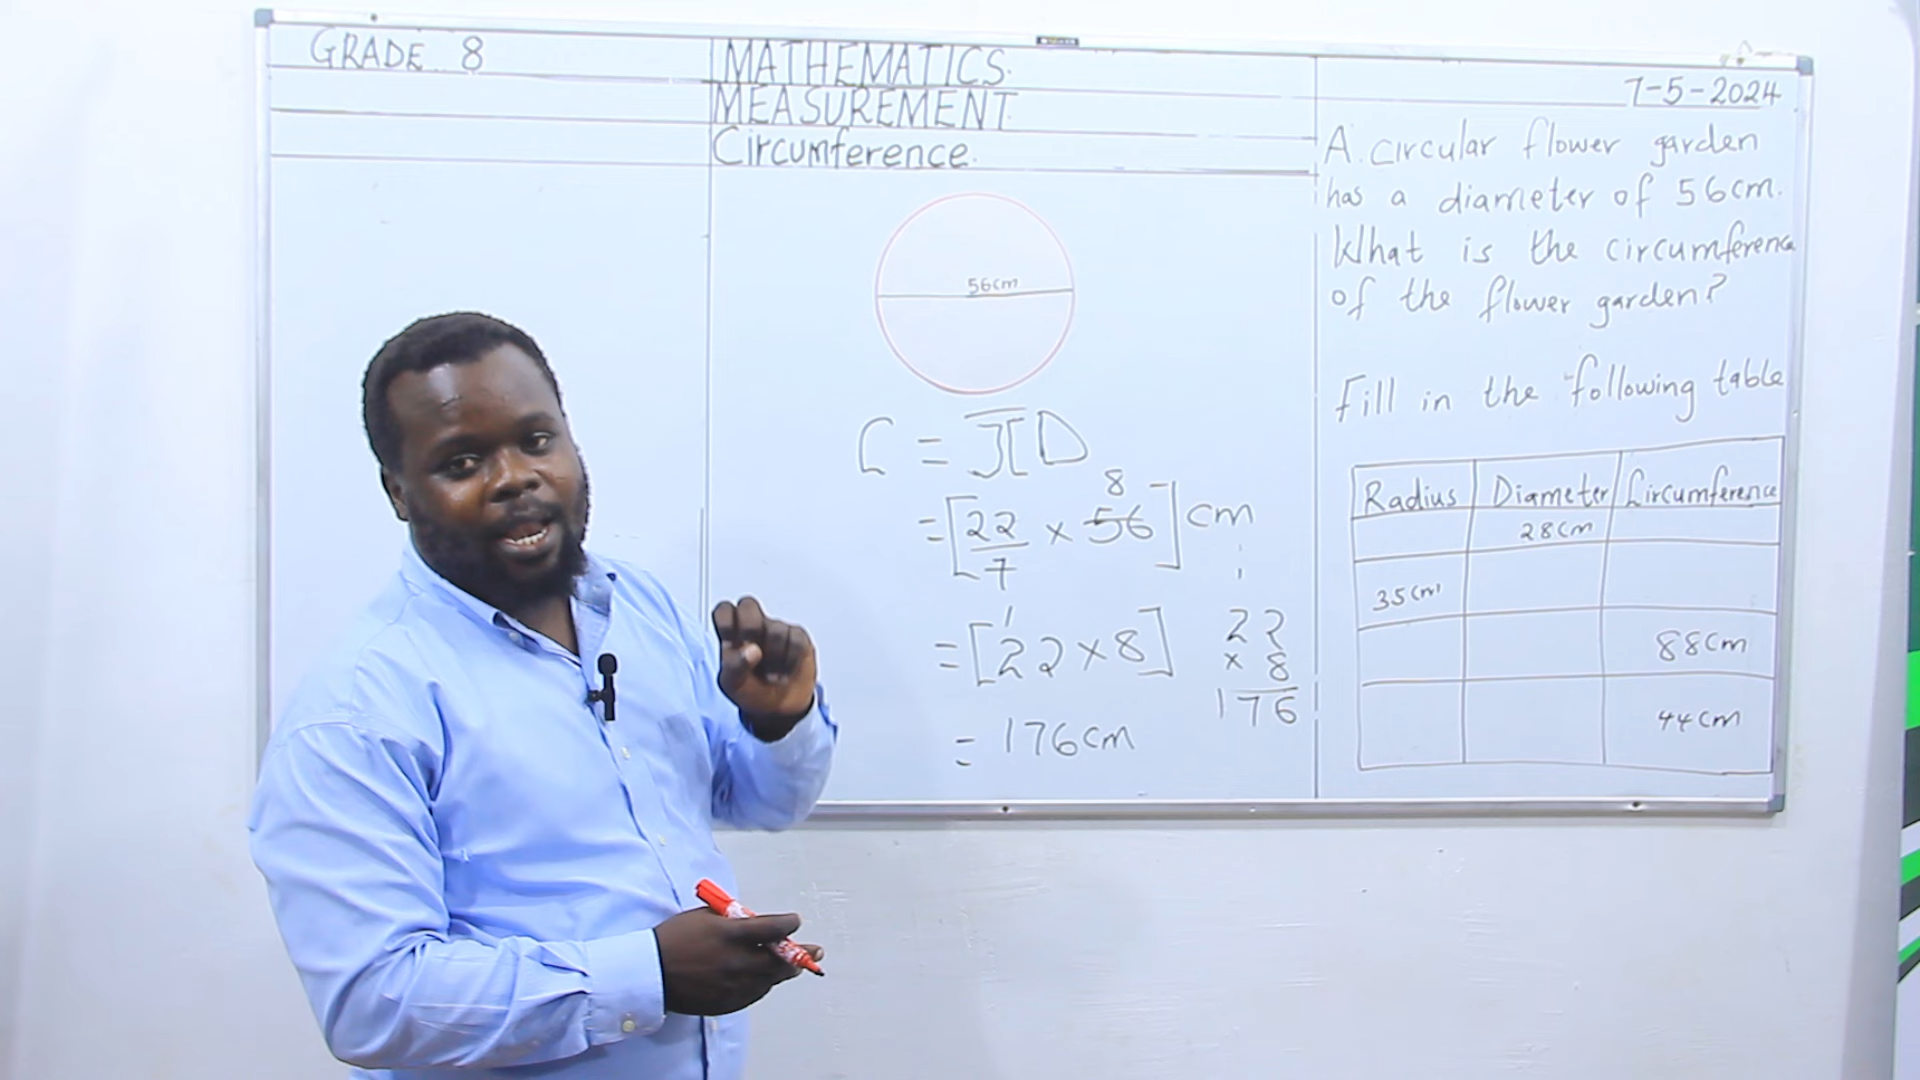 GRADE 8
MATHEMATICS
MEASUREMENT
Circumference.
56cm
C = πD
= [22/7 × 56] cm
8
= [22 × 8]
= 176cm
1
22
× 8
176
7-5-2024
A circular flower garden
has a diameter of 56cm.
What is the circumference
of the flower garden?
Fill in the following table
Radius Diameter Circumference
28cm
35cm
88cm
44cm